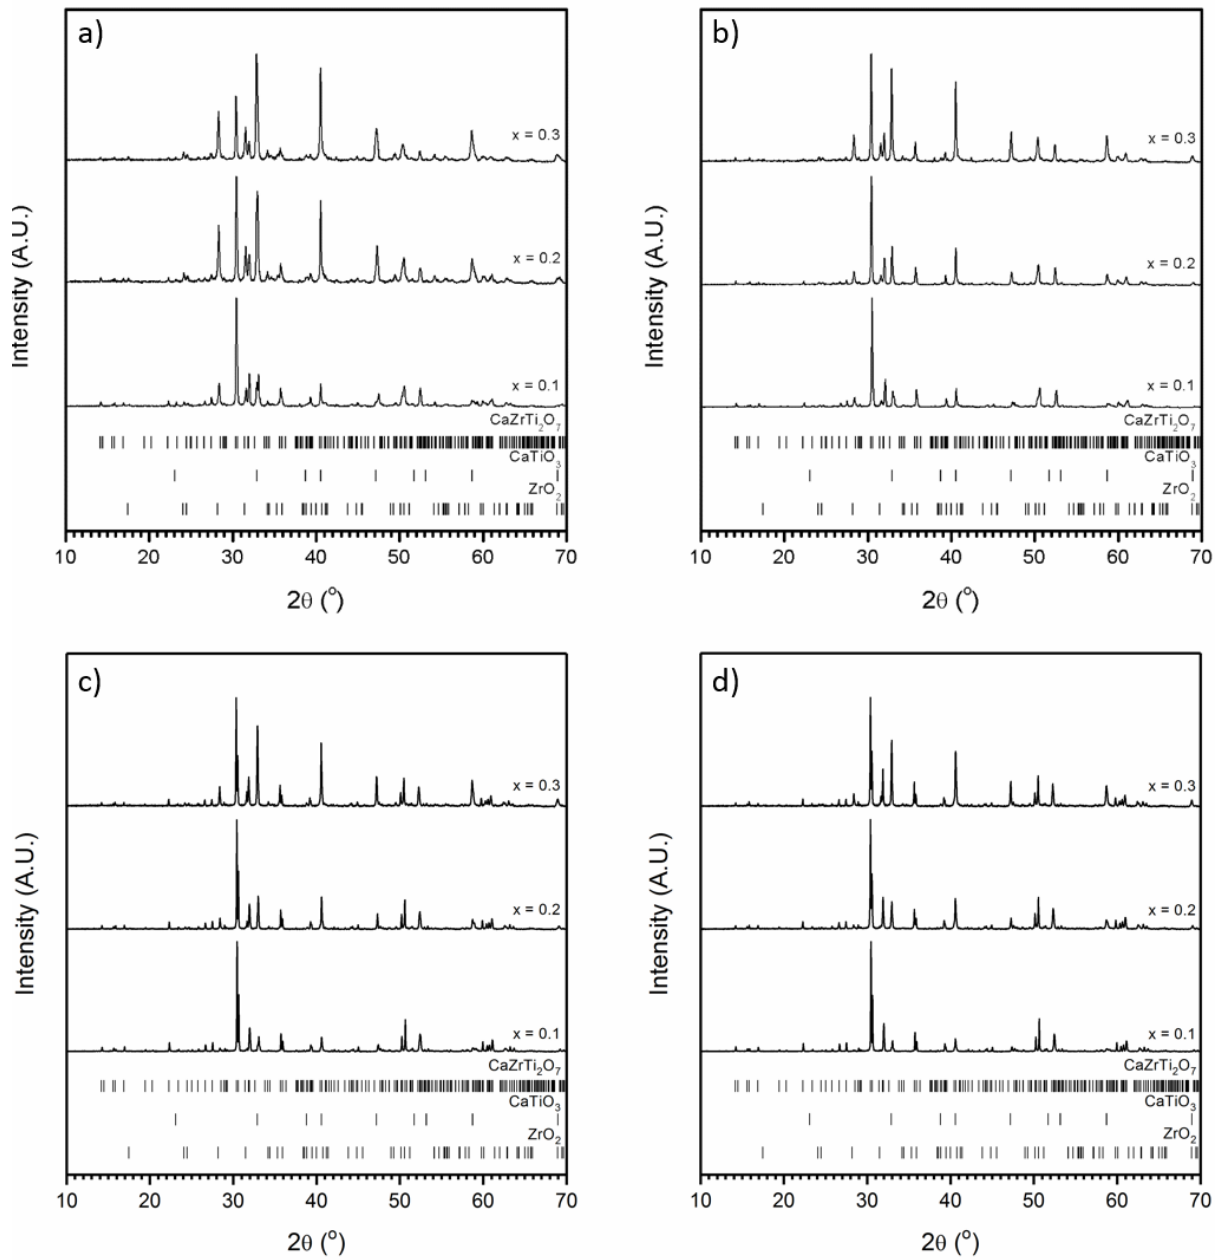 a)
x = 0.3
x = 0.2
x = 0.1
CaZrTi₂O₇
CaTiO₃
ZrO₂
Intensity (A.U.)
10 20 30 40 50 60 70
2θ (°)
b)
x = 0.3
x = 0.2
x = 0.1
CaZrTi₂O₇
CaTiO₃
ZrO₂
Intensity (A.U.)
10 20 30 40 50 60 70
2θ (°)
c)
x = 0.3
x = 0.2
x = 0.1
CaZrTi₂O₇
CaTiO₃
ZrO₂
Intensity (A.U.)
10 20 30 40 50 60 70
2θ (°)
d)
x = 0.3
x = 0.2
x = 0.1
CaZrTi₂O₇
CaTiO₃
ZrO₂
Intensity (A.U.)
10 20 30 40 50 60 70
2θ (°)